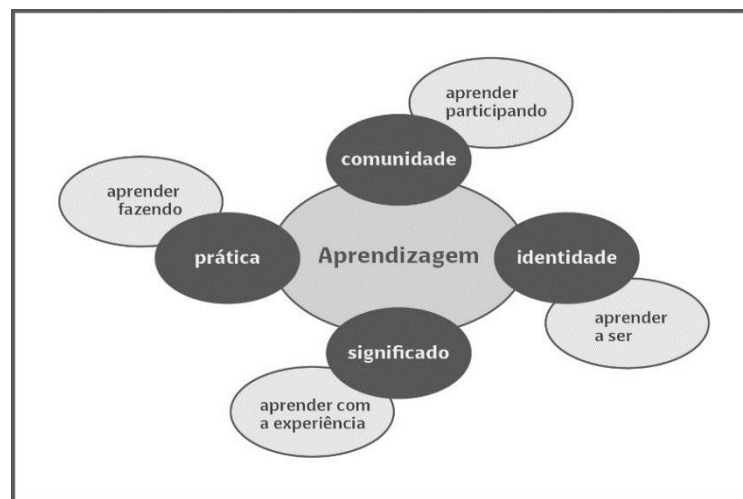 aprender
participando
comunidade
aprender
fazendo
prática
Aprendizagem
identidade
aprender
a ser
significado
aprender com
a experiência